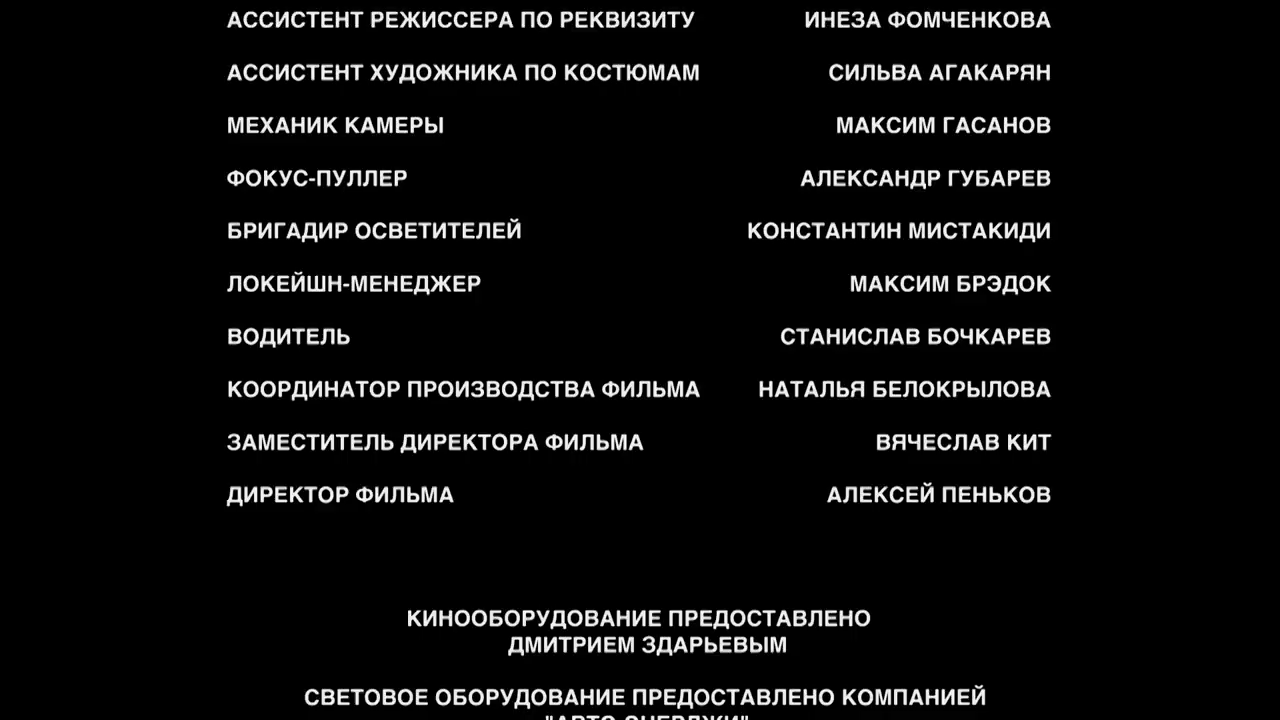 АССИСТЕНТ РЕЖИССЕРА ПО РЕКВИЗИТУ ИНЕЗА ФОМЧЕНКОВА
АССИСТЕНТ ХУДОЖНИКА ПО КОСТЮМАМ СИЛЬВА АГАКАРЯН
МЕХАНИК КАМЕРЫ МАКСИМ ГАСАНОВ
ФОКУС-ПУЛЛЕР АЛЕКСАНДР ГУБАРЕВ
БРИГАДИР ОСВЕТИТЕЛЕЙ КОНСТАНТИН МИСТАКИДИ
ЛОКЕЙШН-МЕНЕДЖЕР МАКСИМ БРЭДОК
ВОДИТЕЛЬ СТАНИСЛАВ БОЧКАРЕВ
КООРДИНАТОР ПРОИЗВОДСТВА ФИЛЬМА НАТАЛЬЯ БЕЛОКРЫЛОВА
ЗАМЕСТИТЕЛЬ ДИРЕКТОРА ФИЛЬМА ВЯЧЕСЛАВ КИТ
ДИРЕКТОР ФИЛЬМА АЛЕКСЕЙ ПЕНЬКОВ
КИНООБОРУДОВАНИЕ ПРЕДОСТАВЛЕНО
ДМИТРИЕМ ЗДАРЬЕВЫМ
СВЕТОВОЕ ОБОРУДОВАНИЕ ПРЕДОСТАВЛЕНО КОМПАНИЕЙ